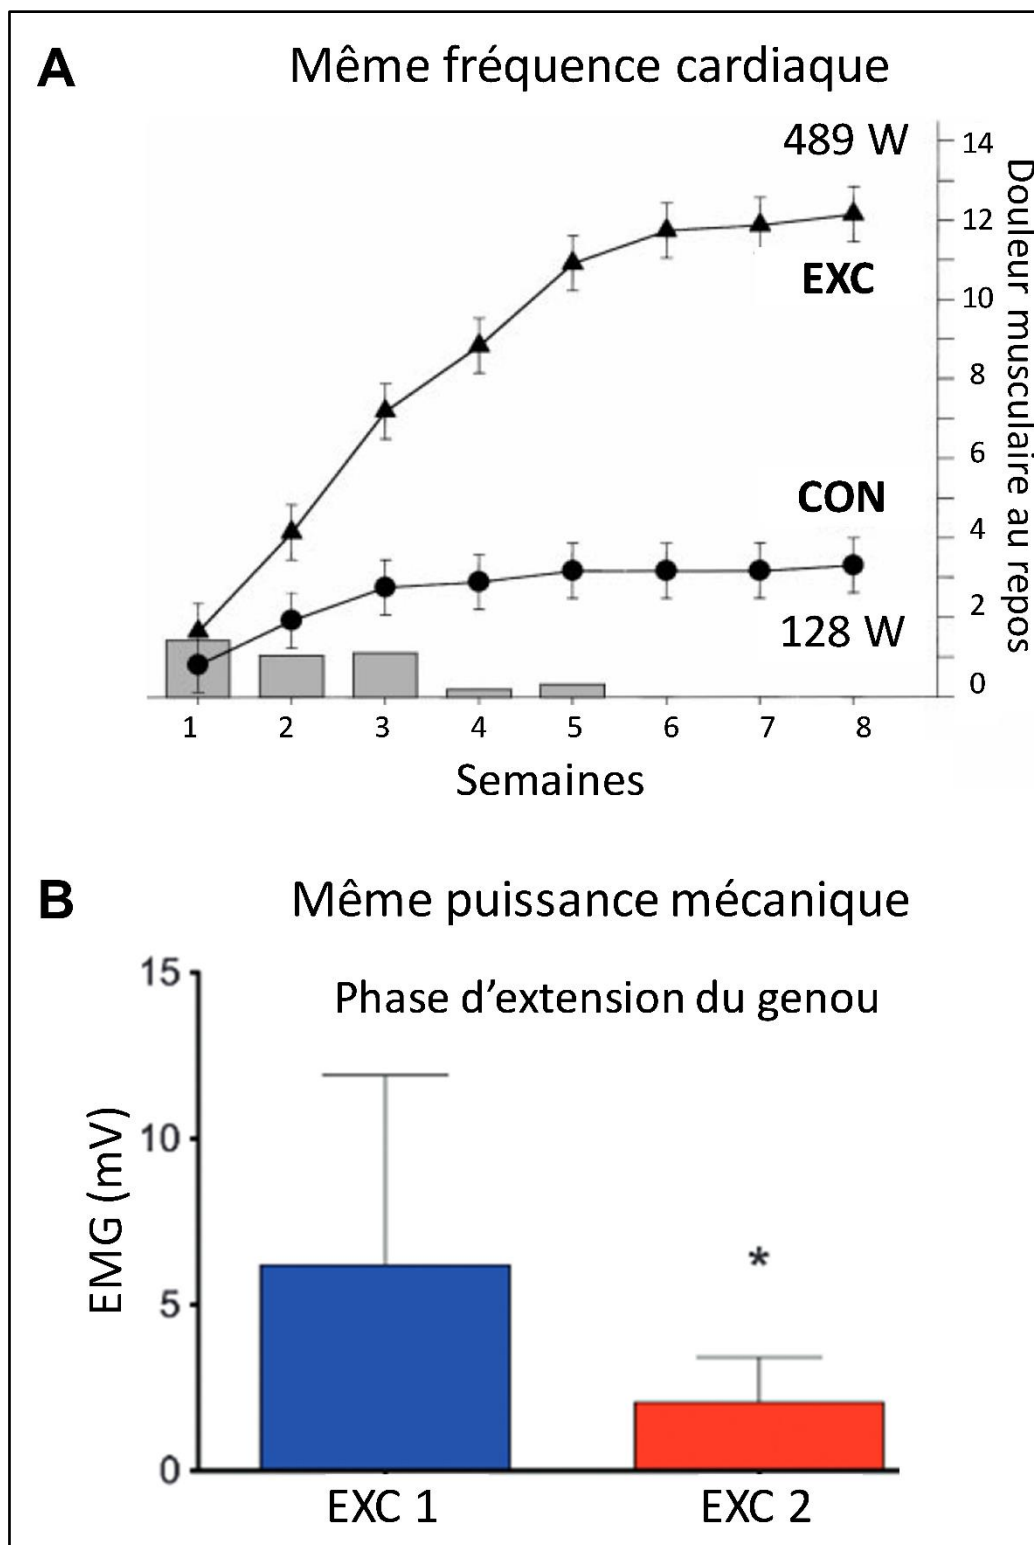 A
Même fréquence cardiaque
489 W
EXC
CON
128 W
14
12
10
8
6
4
2
0
Douleur musculaire au repos
1 2 3 4 5 6 7 8
Semaines
B
Même puissance mécanique
Phase d'extension du genou
15
10
5
0
EMG (mV)
*
EXC 1 EXC 2